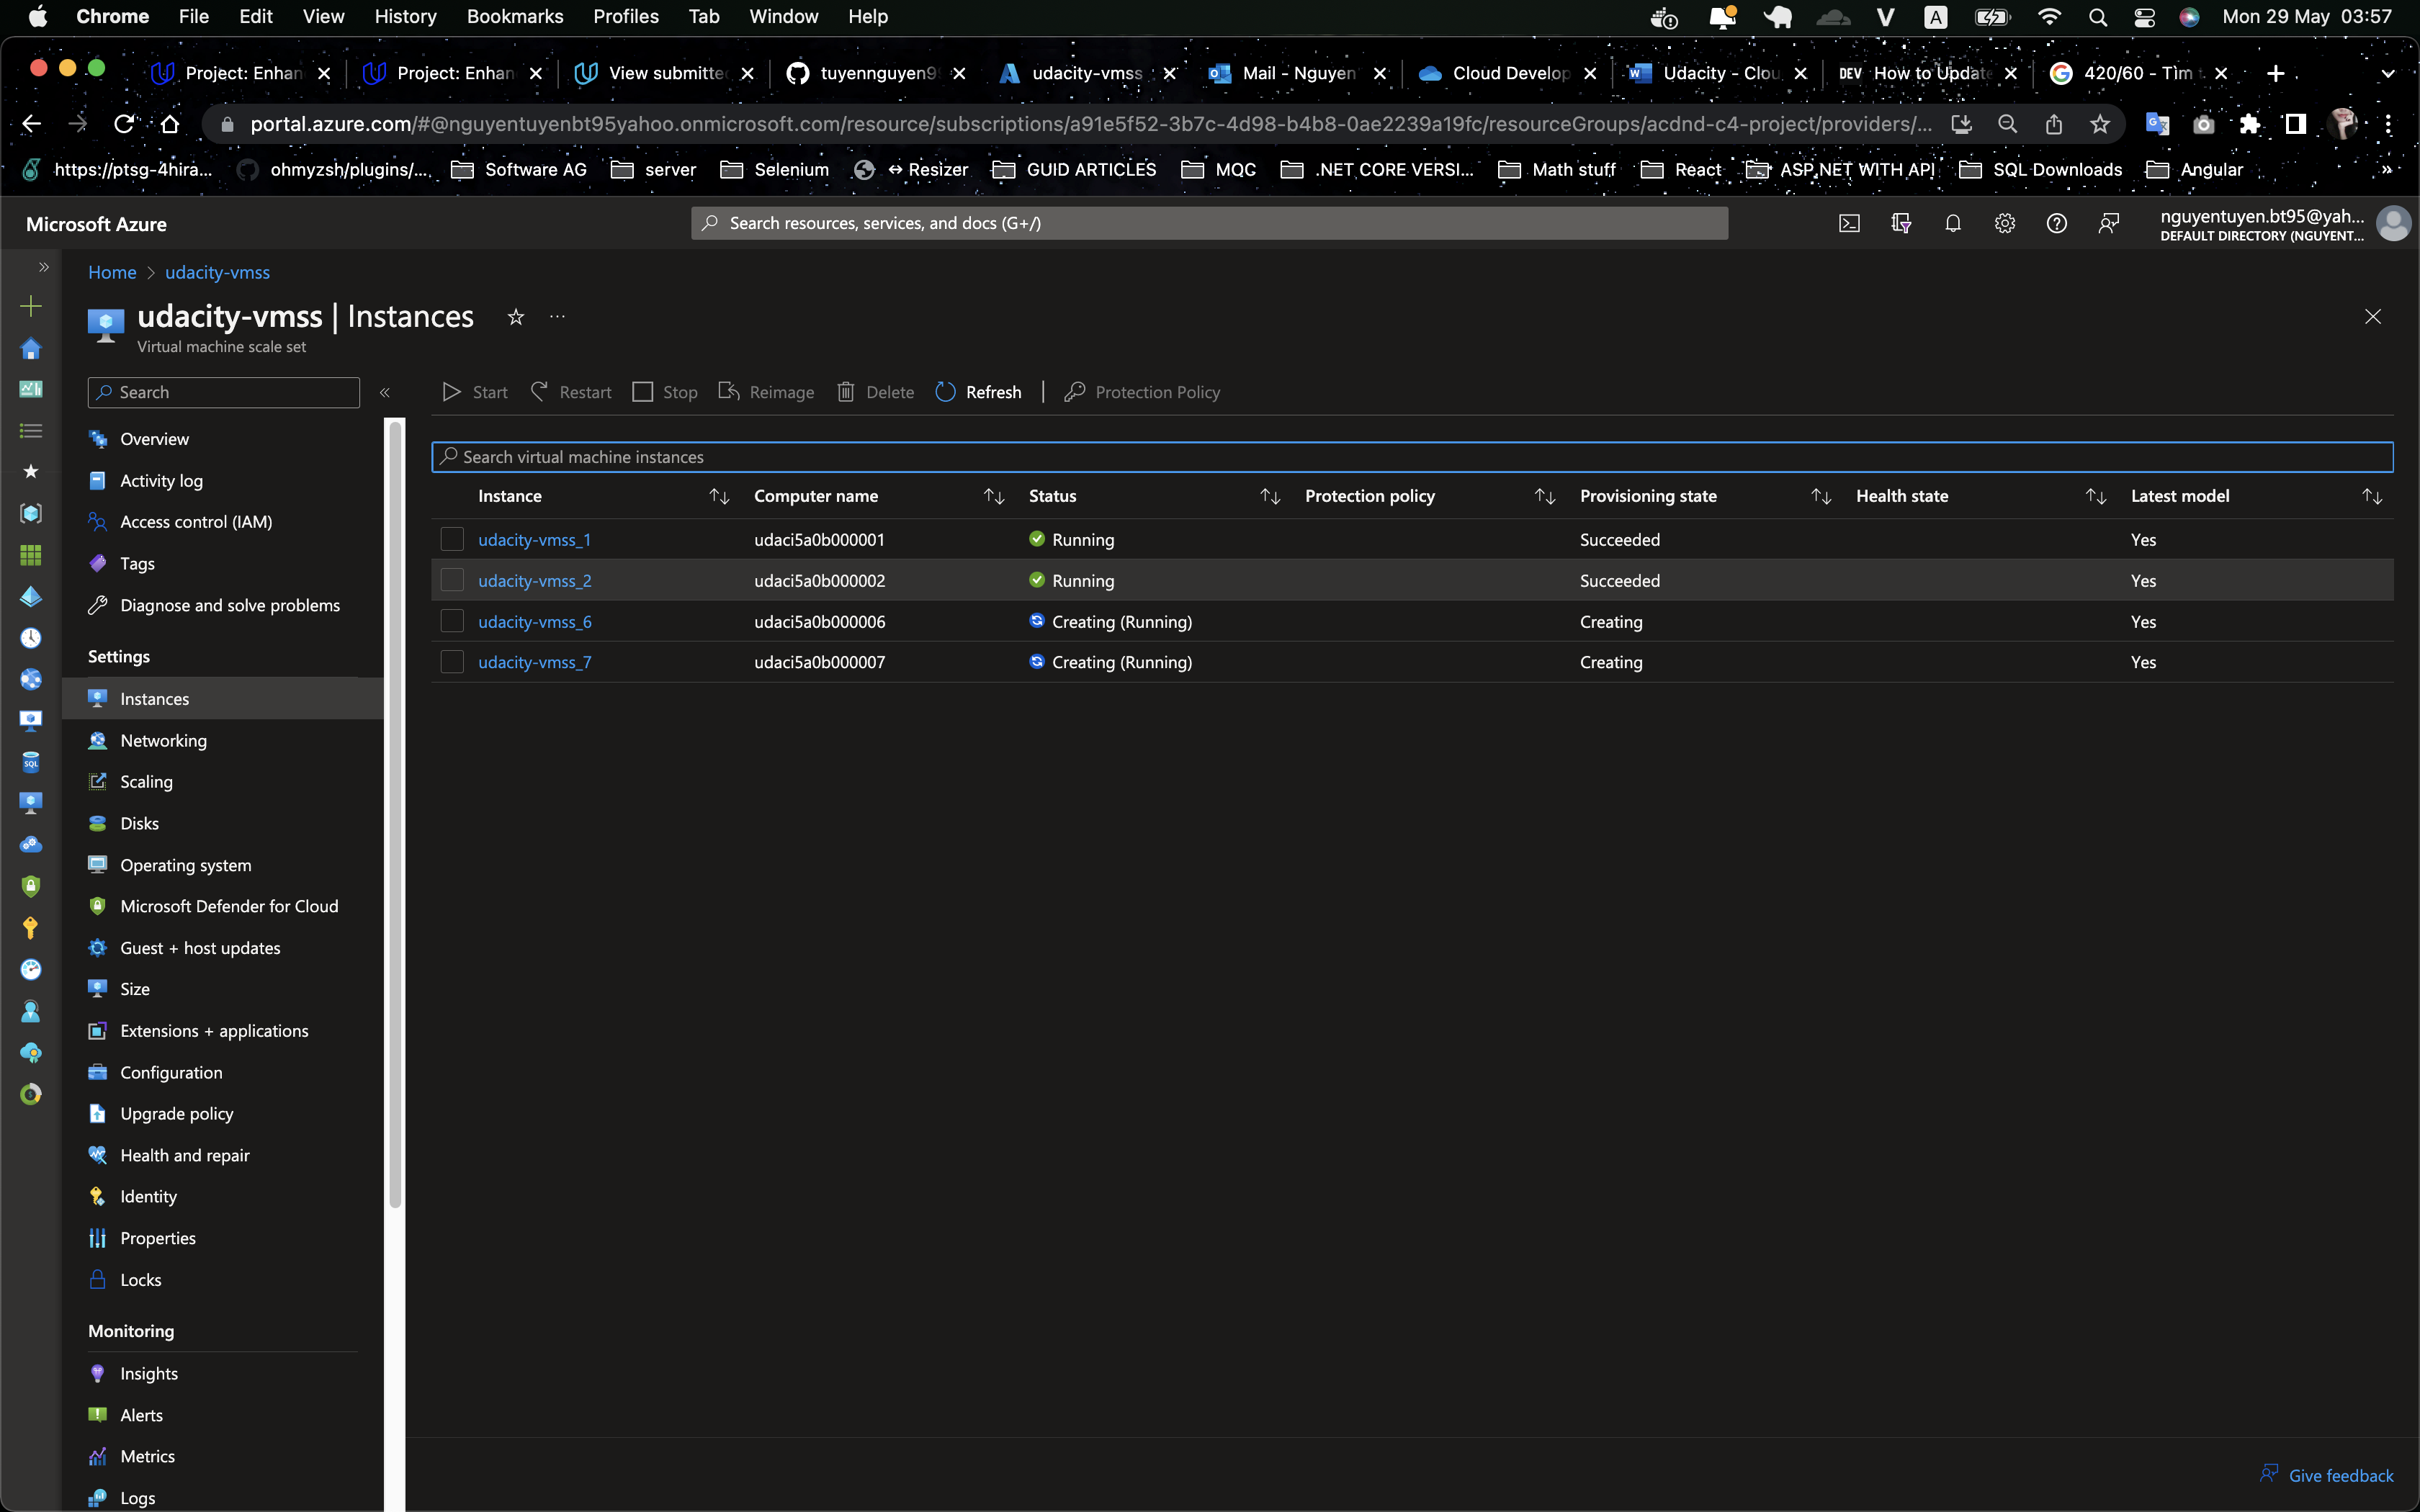 Chrome File Edit View History Bookmarks Profiles Tab Window Help A Mon 29 May 03:57
Project: Enhan Project: Enhan View submitte tuyennguyen9 udacity-vmss Mail - Nguyen Cloud Develop Udacity - Clou DEV How to Update 420/60 - Tìm
portal.azure.com/#@nguyentuyenbt95yahoo.onmicrosoft.com/resource/subscriptions/a91e5f52-3b7c-4d98-b4b8-0ae2239a19fc/resourceGroups/acdnd-c4-project/providers/...
https://ptsg-4hira... ohmyzsh/plugins/... Software AG server Selenium ↔ Resizer GUID ARTICLES MQC .NET CORE VERSI... Math stuff React ASP.NET WITH API SQL Downloads Angular »
Microsoft Azure Search resources, services, and docs (G+/) nguyentuyen.bt95@yah...
DEFAULT DIRECTORY (NGUYENT...
Home > udacity-vmss
udacity-vmss | Instances ...
Virtual machine scale set
Search
Start Restart Stop Reimage Delete Refresh | Protection Policy
Search virtual machine instances
Instance Computer name Status Protection policy Provisioning state Health state Latest model
udacity-vmss_1 udaci5a0b000001 Running Succeeded Yes
udacity-vmss_2 udaci5a0b000002 Running Succeeded Yes
udacity-vmss_6 udaci5a0b000006 Creating (Running) Creating Yes
udacity-vmss_7 udaci5a0b000007 Creating (Running) Creating Yes
Overview
Activity log
Access control (IAM)
Tags
Diagnose and solve problems
Settings
Instances
Networking
Scaling
Disks
Operating system
Microsoft Defender for Cloud
Guest + host updates
Size
Extensions + applications
Configuration
Upgrade policy
Health and repair
Identity
Properties
Locks
Monitoring
Insights
Alerts
Metrics
Logs
Give feedback